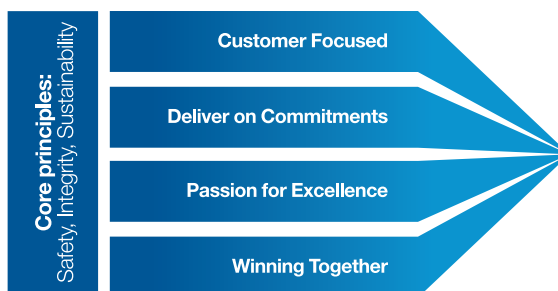 Core principles:
Safety, Integrity, Sustainability
Customer Focused
Deliver on Commitments
Passion for Excellence
Winning Together